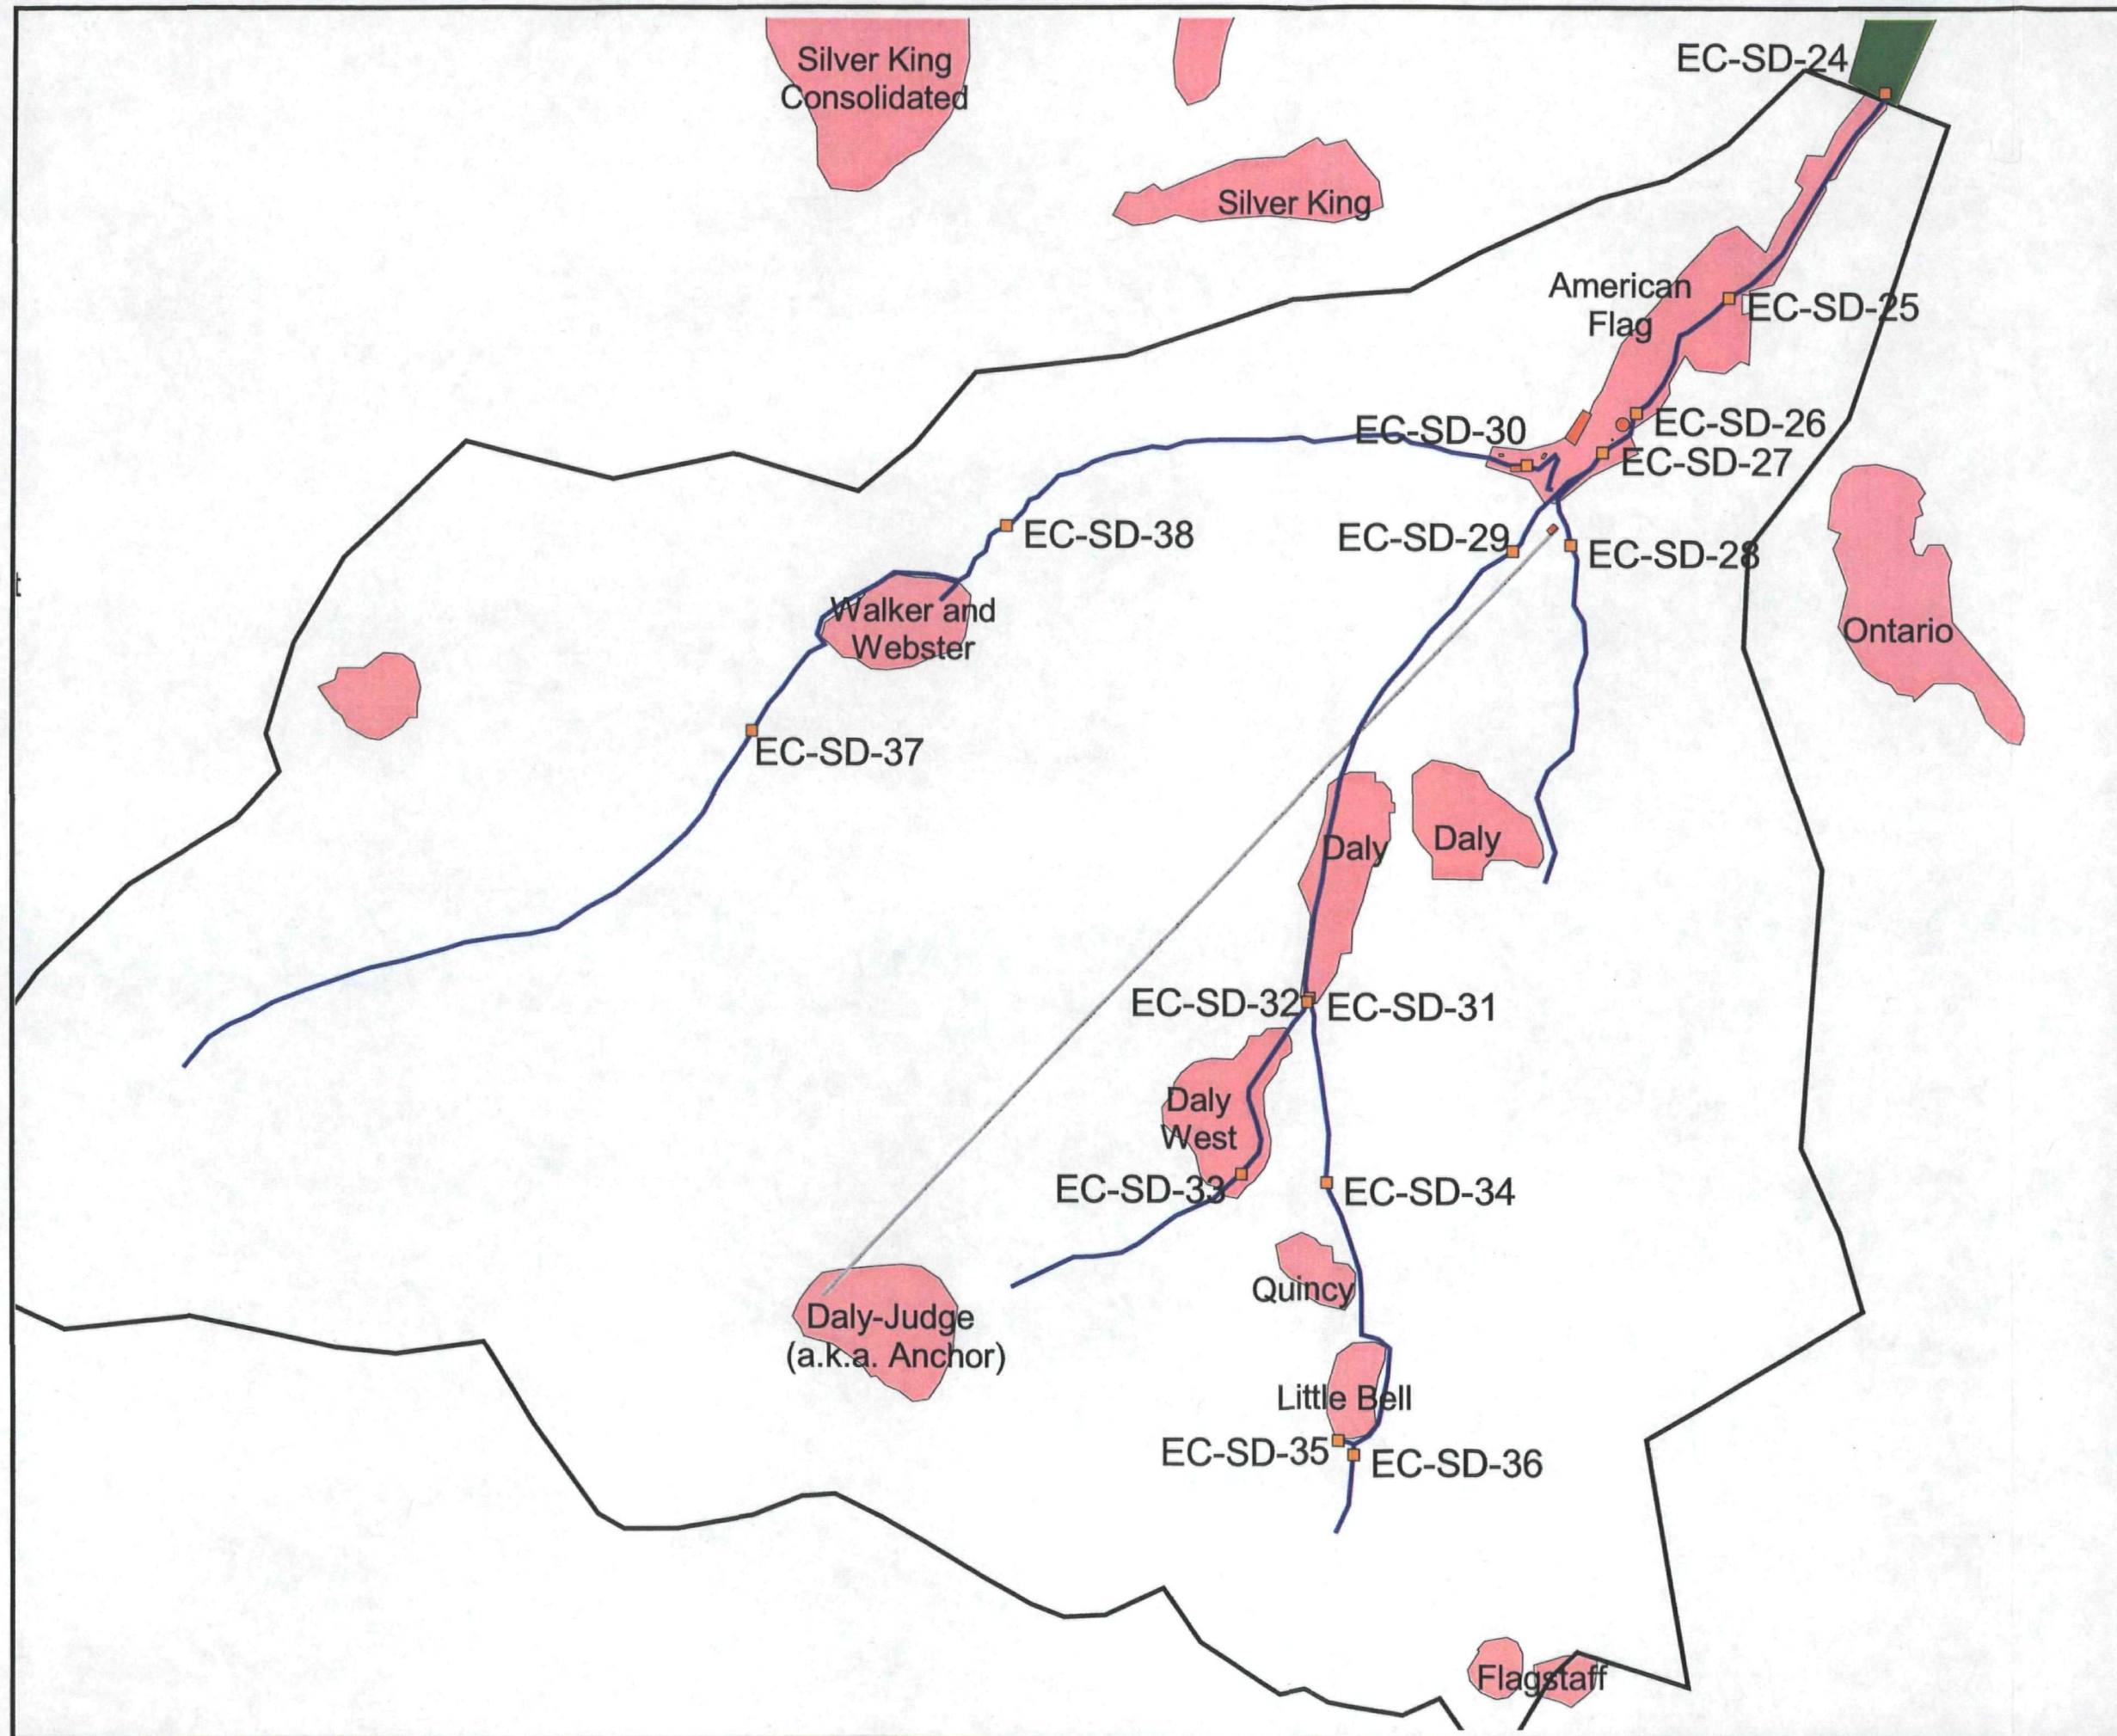 Silver King
Consolidated
EC-SD-24
Silver King
American
Flag
EC-SD-25
EC-SD-30
EC-SD-26
EC-SD-27
EC-SD-38
EC-SD-29
EC-SD-28
t
Walker and
Webster
Ontario
EC-SD-37
Daly
Daly
EC-SD-32
EC-SD-31
Daly
West
EC-SD-33
EC-SD-34
Quincy
Daly-Judge
(a.k.a. Anchor)
Little Bell
EC-SD-35
EC-SD-36
Flagstaff